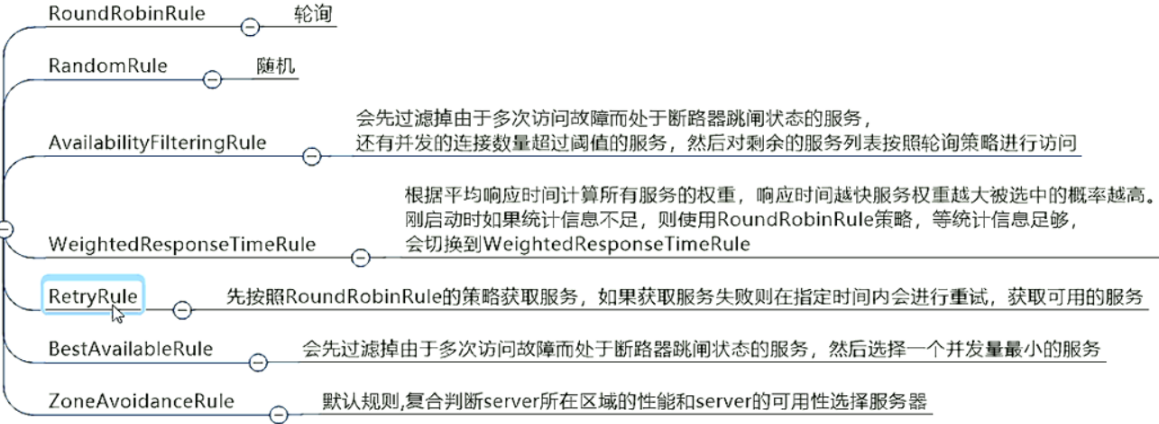 RoundRobinRule 轮询
RandomRule 随机
会先过滤掉由于多次访问故障而处于断路器跳闸状态的服务，
AvailabilityFilteringRule 还有并发的连接数量超过阈值的服务，然后对剩余的服务列表按照轮询策略进行访问
根据平均响应时间计算所有服务的权重，响应时间越快服务权重越大被选中的概率越高。
刚启动时如果统计信息不足，则使用RoundRobinRule策略，等统计信息足够，
WeightedResponseTimeRule 会切换到WeightedResponseTimeRule
RetryRule 先按照RoundRobinRule的策略获取服务，如果获取服务失败则在指定时间内会进行重试，获取可用的服务
BestAvailableRule 会先过滤掉由于多次访问故障而处于断路器跳闸状态的服务，然后选择一个并发量最小的服务
ZoneAvoidanceRule 默认规则,复合判断server所在区域的性能和server的可用性选择服务器